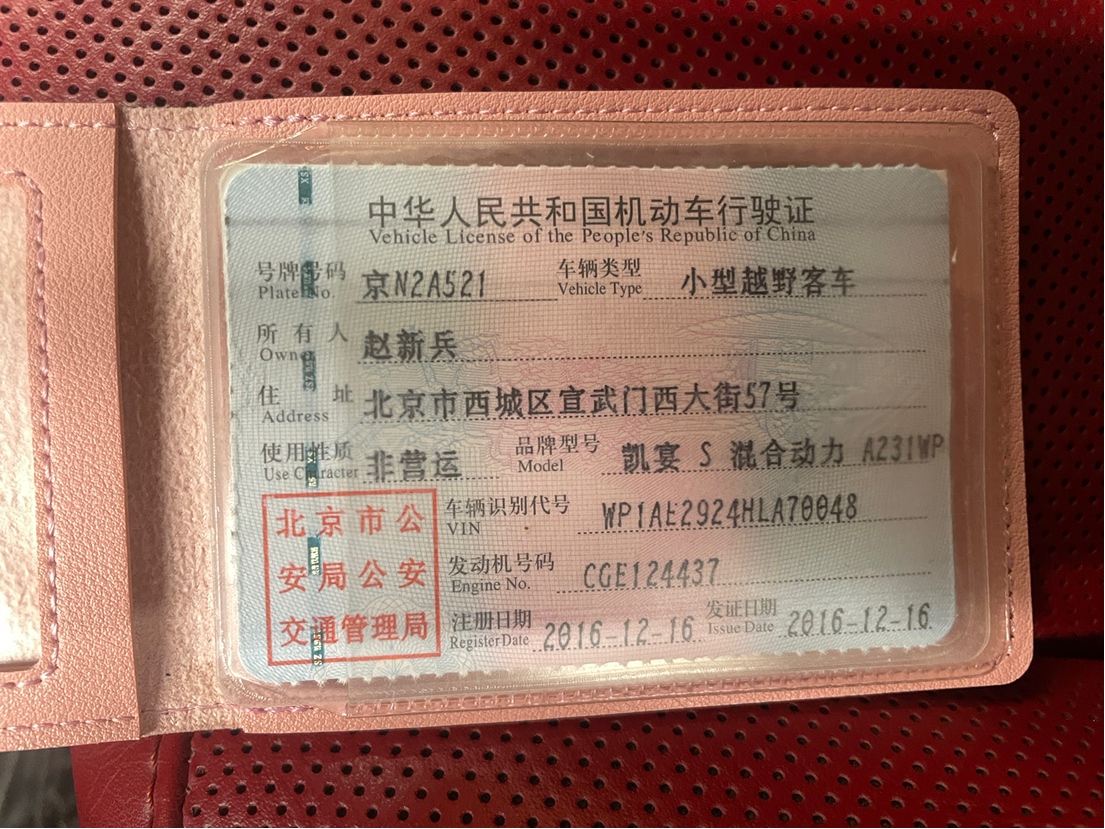 中华人民共和国机动车行驶证
Vehicle License of the People's Republic of China
号牌号码 京N2A521 车辆类型 小型越野客车
Plate No. Vehicle Type
所有人 赵新兵
Owner
住址 北京市西城区宣武门西大街57号
Address
使用性质 非营运 品牌型号 凯宴 S 混合动力 A231WP
Use Character Model
北京市公
安局公安
交通管理局
车辆识别代号 WP1AE2924HLA70048
VIN
发动机号码 CGE124437
Engine No.
注册日期 2016-12-16 发证日期 2016-12-16
Register Date Issue Date